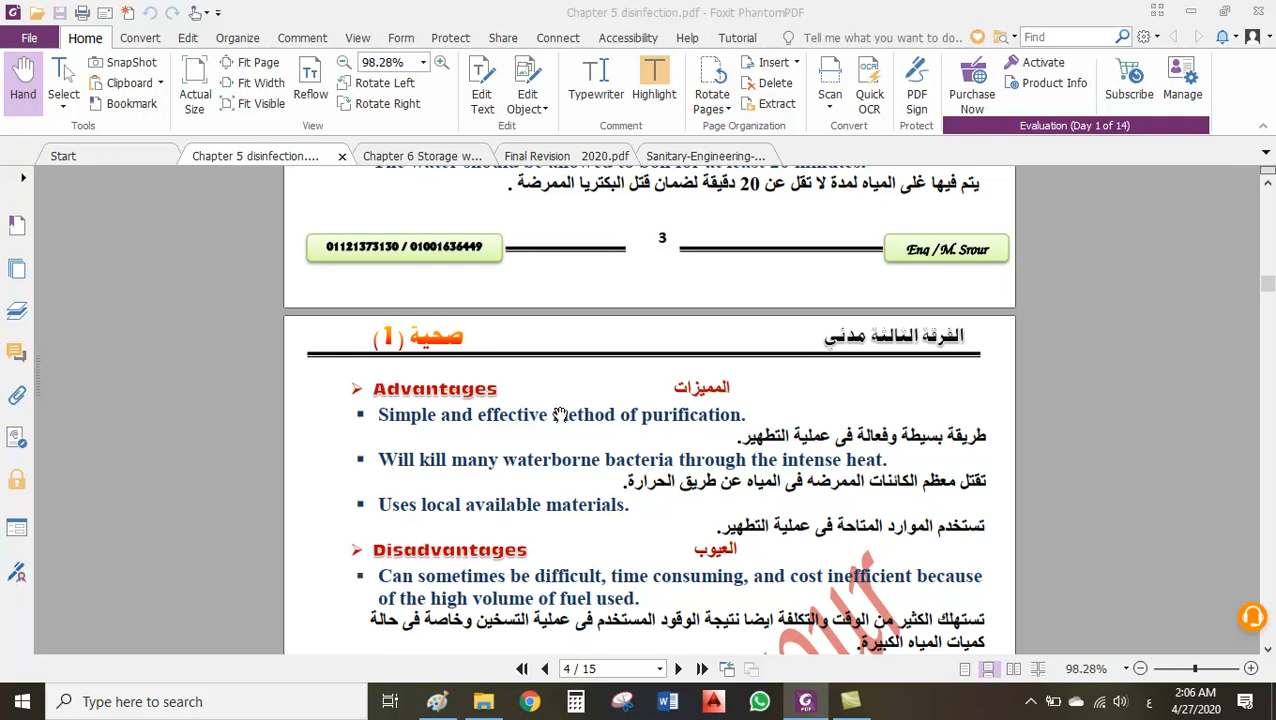 Chapter 5 disinfection.pdf - Foxit PhantomPDF
File Home Convert Edit Organize Comment View Form Protect Share Connect Accessibility Help Tutorial Tell me what you want to do.. Find
Hand
Select
SnapShot
Clipboard
Bookmark
Tools
Actual Size
Fit Page
Fit Width
Fit Visible
Reflow
98.28%
Rotate Left
Rotate Right
View
Edit Text
Edit Object
Edit
Typewriter
Highlight
Comment
Rotate Pages
Insert
Delete
Extract
Page Organization
Scan
Quick OCR
Convert
PDF Sign
Protect
Purchase Now
Activate
Product Info
Subscribe
Manage
Evaluation (Day 1 of 14)
Start
Chapter 5 disinfection....
Chapter 6 Storage w...
Final Revision 2020.pdf
Sanitary-Engineering-...
يتم فيها غلى المياه لمدة لا تقل عن 20 دقيقة لضمان قتل البكتريا الممرضة .
01121373130 / 01001636449
3
Enq / M. Srour
صحية (1)
الفرقة الثالثة مدني
Advantages المميزات
Simple and effective method of purification.
طريقة بسيطة وفعالة فى عملية التطهير.
Will kill many waterborne bacteria through the intense heat.
تقتل معظم الكائنات الممرضه فى المياه عن طريق الحرارة.
Uses local available materials.
تستخدم الموارد المتاحة فى عملية التطهير.
Disadvantages العيوب
Can sometimes be difficult, time consuming, and cost inefficient because
of the high volume of fuel used.
تستهلك الكثير من الوقت والتكلفة ايضا نتيجة الوقود المستخدم فى عملية التسخين وخاصة فى حالة
كميات المياه الكبيرة.
4 / 15
98.28%
Type here to search
ع
2:06 AM
4/27/2020